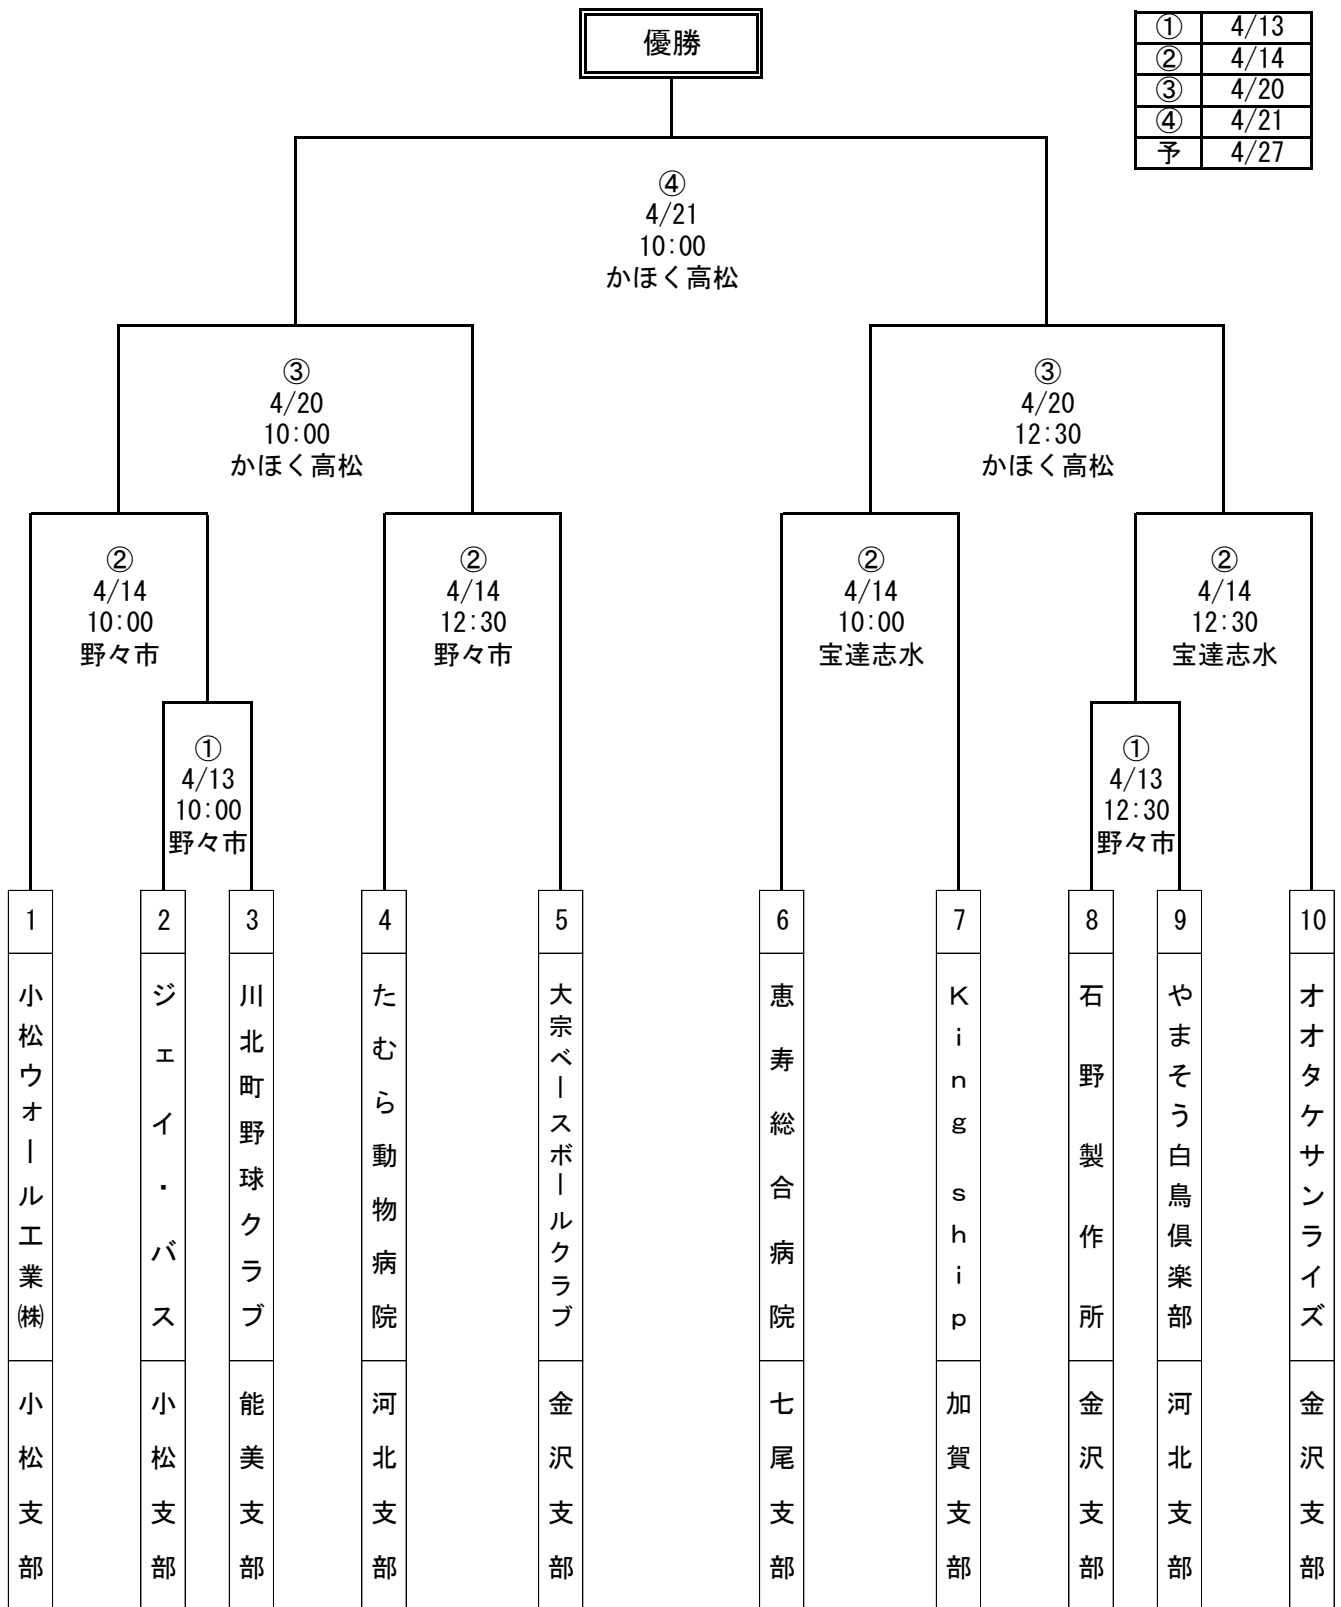 優勝
① 4/13
② 4/14
③ 4/20
④ 4/21
予 4/27
④
4/21
10:00
かほく高松
③
4/20
10:00
かほく高松
③
4/20
12:30
かほく高松
②
4/14
10:00
野々市
②
4/14
12:30
野々市
②
4/14
10:00
宝達志水
②
4/14
12:30
宝達志水
①
4/13
10:00
野々市
①
4/13
12:30
野々市
1
小松ウォール工業㈱
小松支部
2
ジェイ・バス
小松支部
3
川北町野球クラブ
能美支部
4
たむら動物病院
河北支部
5
大宗ベースボールクラブ
金沢支部
6
恵寿総合病院
七尾支部
7
Ｋｉｎｇ ｓｈｉｐ
加賀支部
8
石野製作所
金沢支部
9
やまそう白鳥倶楽部
河北支部
10
オオタケサンライズ
金沢支部